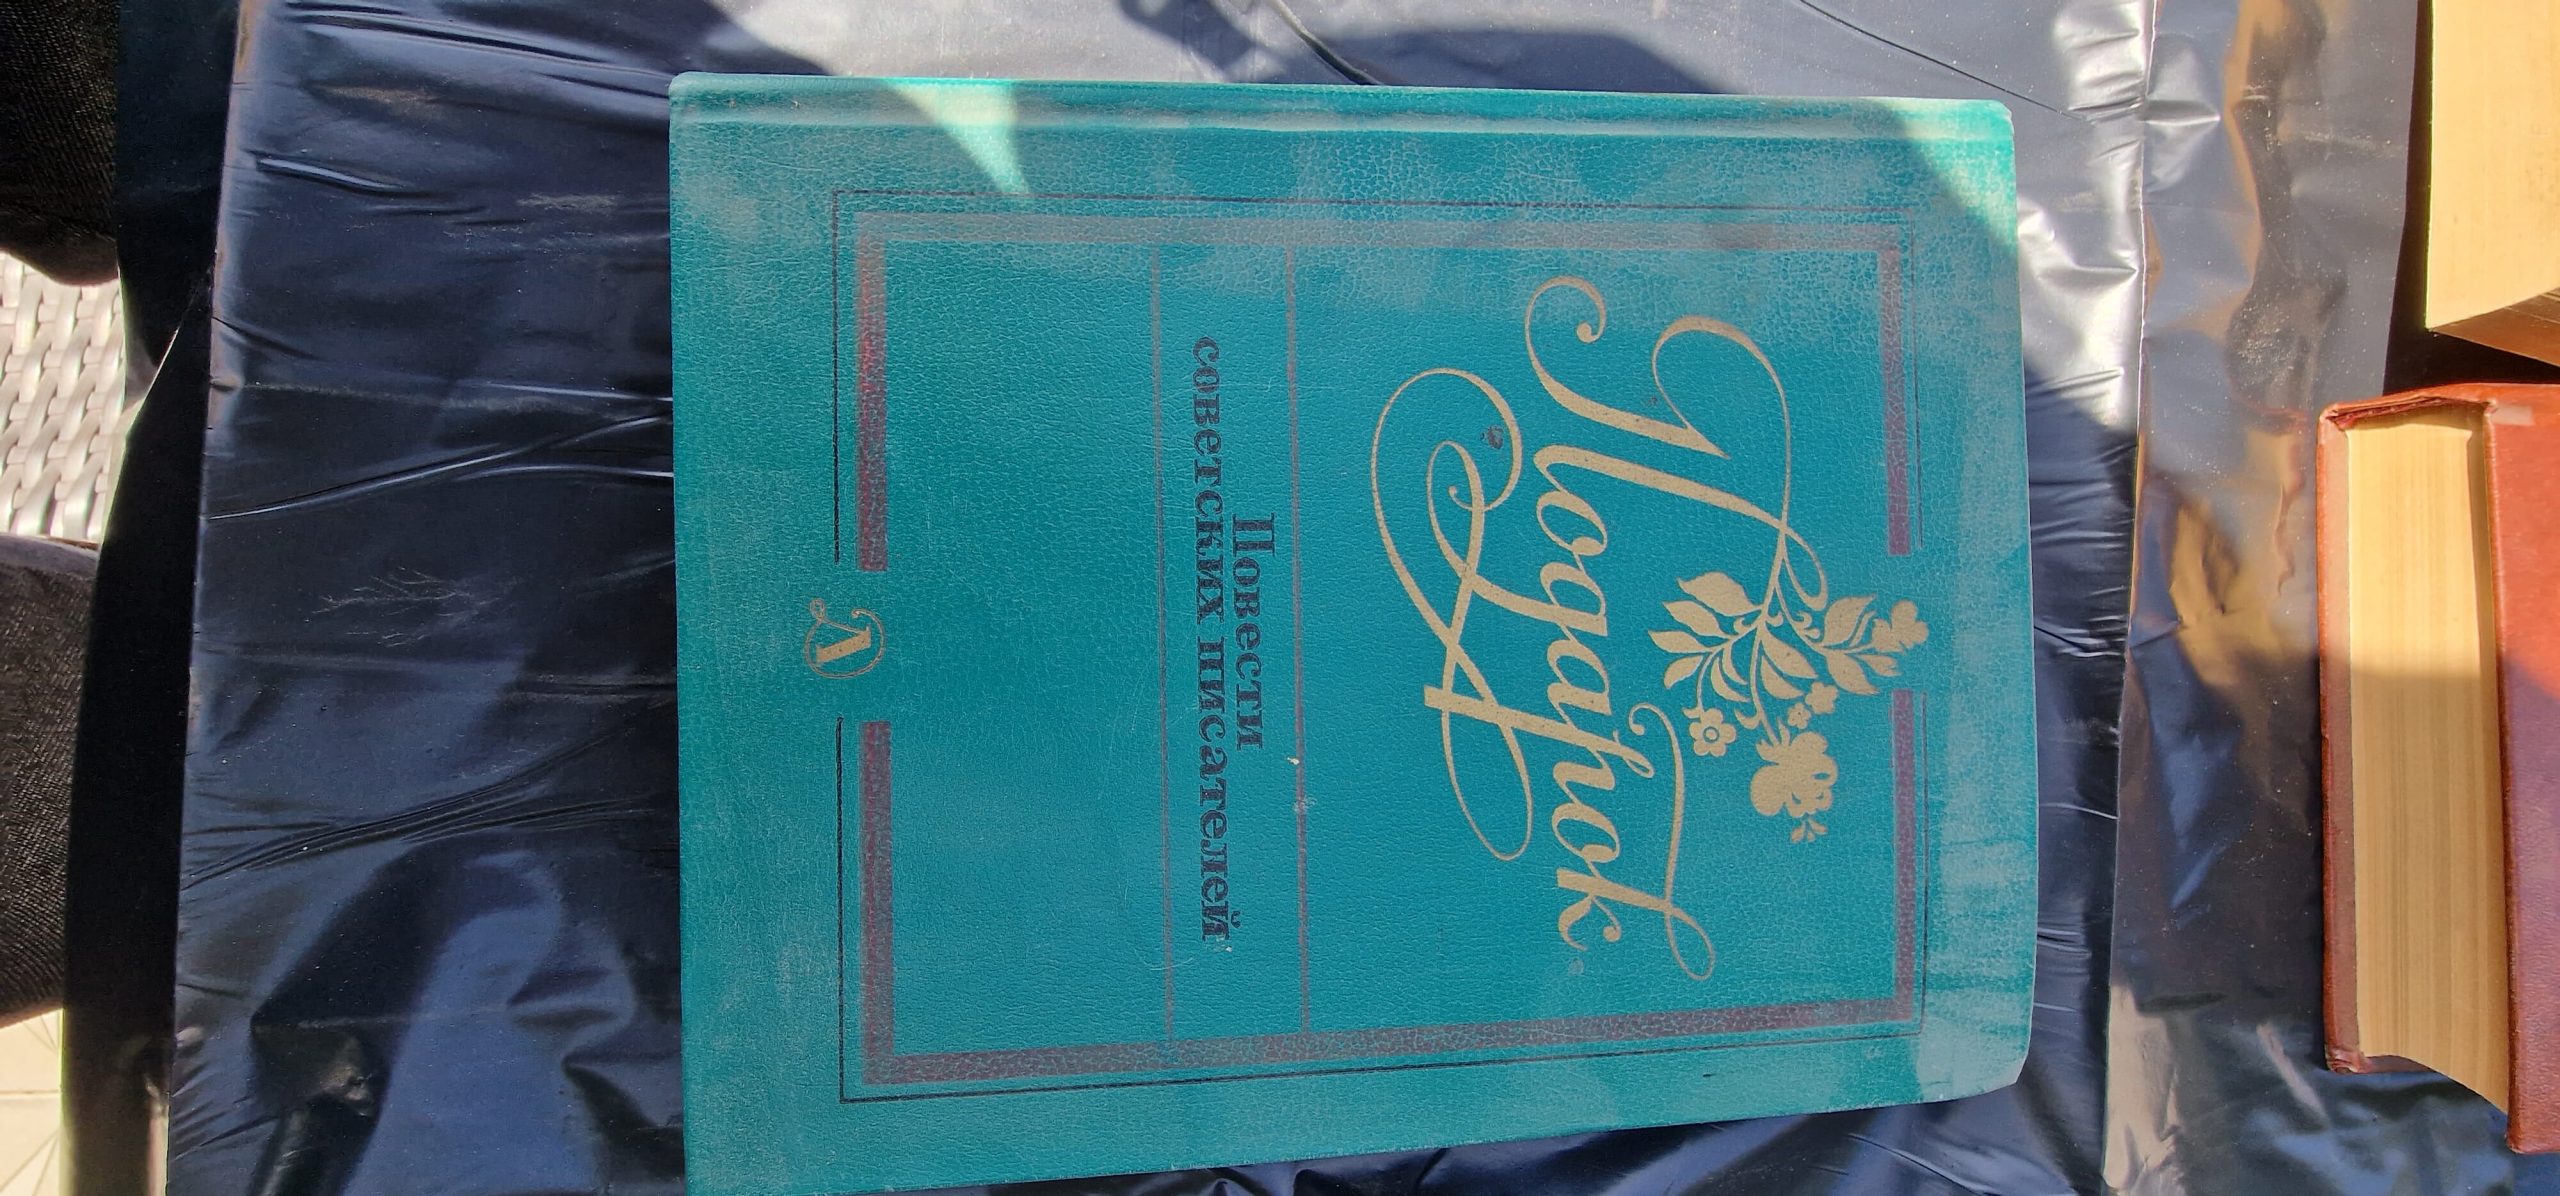 Подарок
Повести
советских писателей
Л